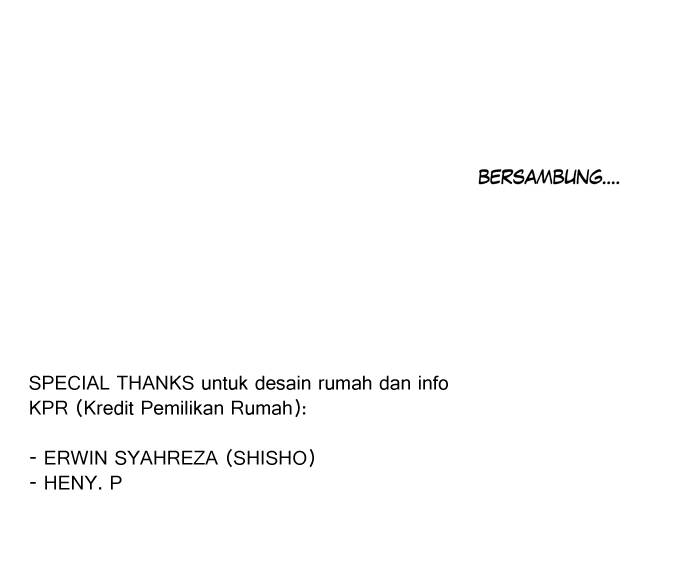 BERSAMBUNG....
SPECIAL THANKS untuk desain rumah dan info
KPR (Kredit Pemilikan Rumah):
- ERWIN SYAHREZA (SHISHO)
- HENY. P